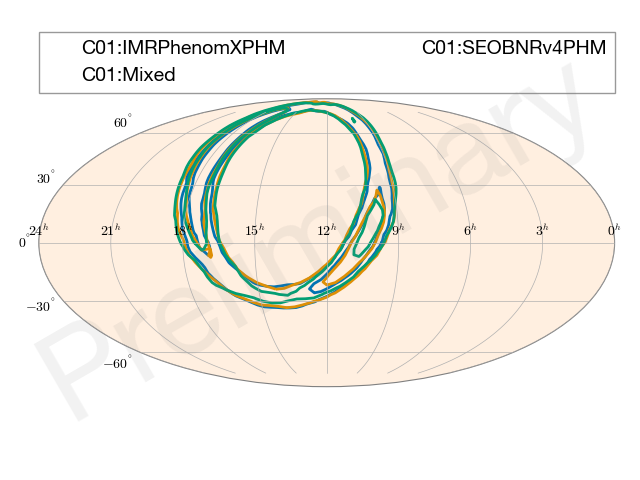 C01:IMRPhenomXPHM C01:SEOBNRv4PHM
C01:Mixed
60°
30°
0° 24h 21h 18h 15h 12h 9h 6h 3h 0h
−30°
−60°
Preliminary